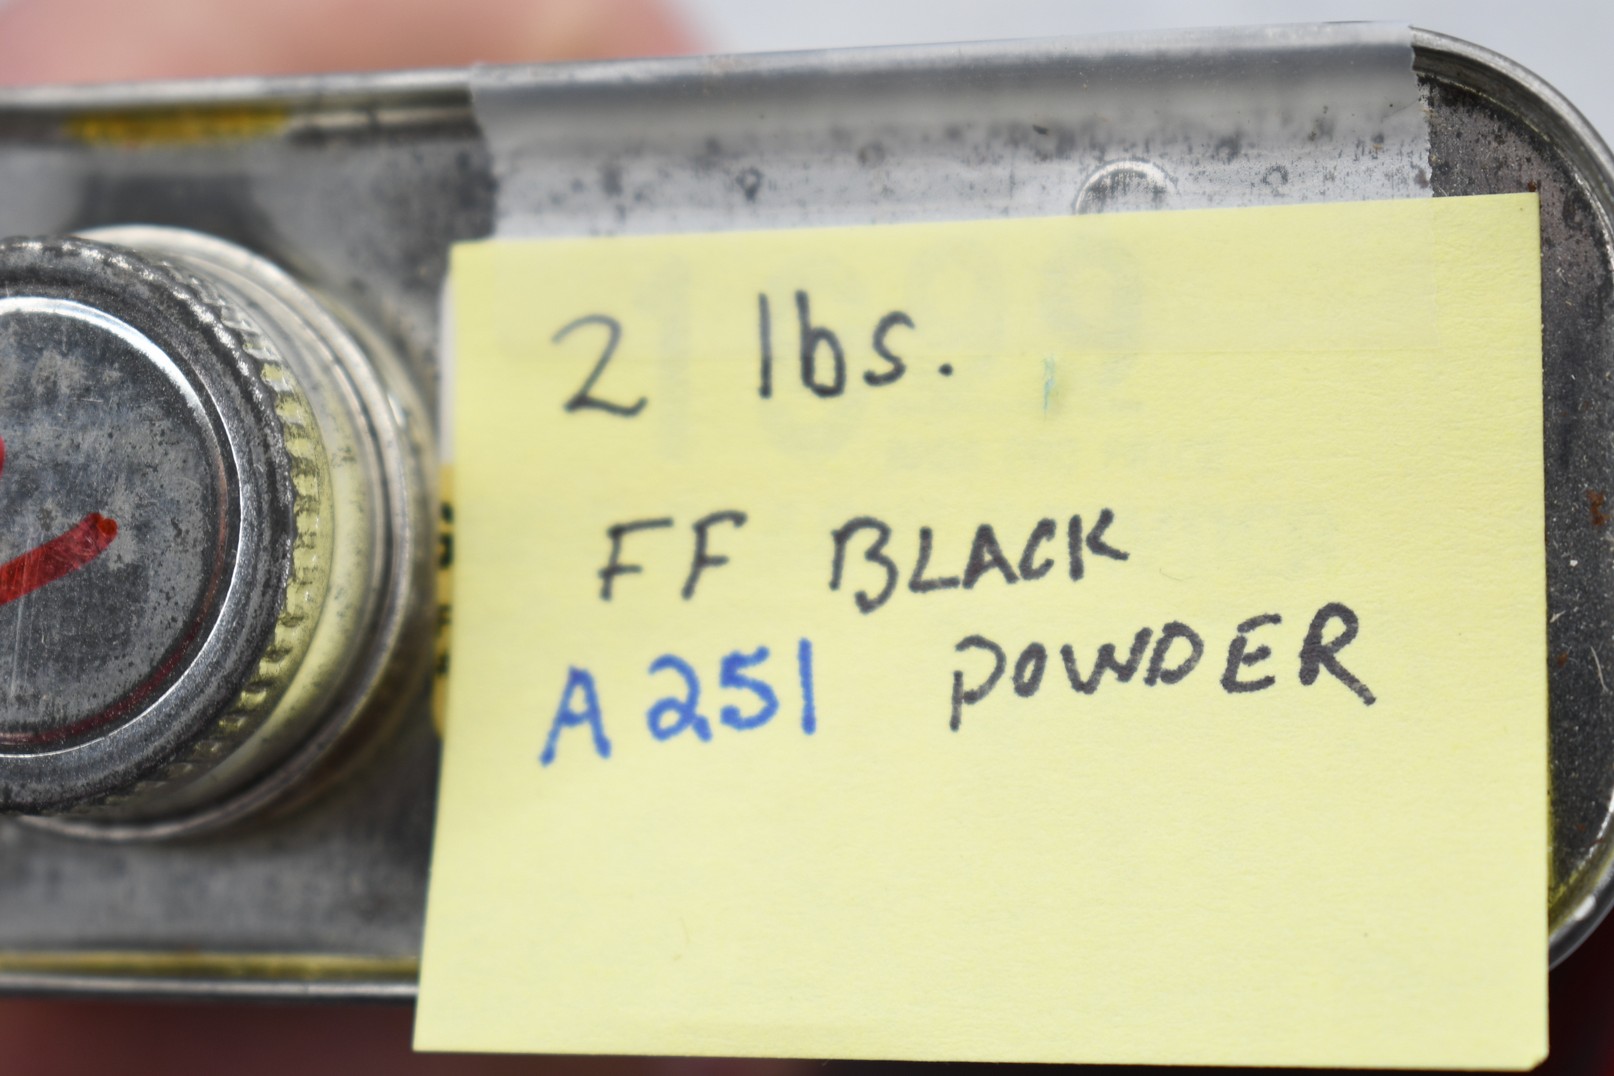 2 lbs.
FF BLACK
A251 POWDER